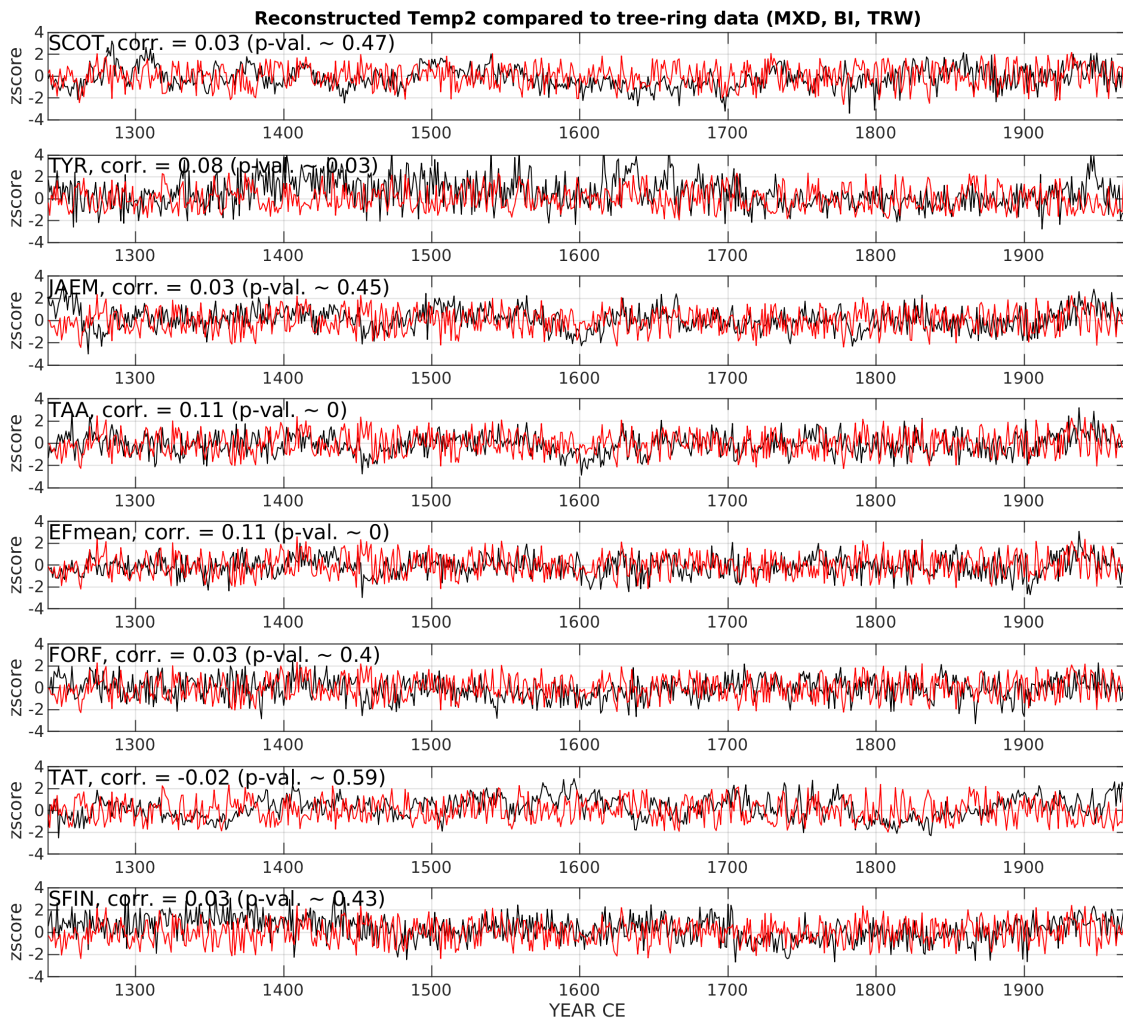 Reconstructed Temp2 compared to tree-ring data (MXD, BI, TRW)
SCOT, corr. = 0.03 (p-val. ~ 0.47)
zscore
4
2
0
-2
-4
1300 1400 1500 1600 1700 1800 1900
TYR, corr. = 0.08 (p-val. ~ 0.03)
zscore
4
2
0
-2
-4
1300 1400 1500 1600 1700 1800 1900
JAEM, corr. = 0.03 (p-val. ~ 0.45)
zscore
4
2
0
-2
-4
1300 1400 1500 1600 1700 1800 1900
TAA, corr. = 0.11 (p-val. ~ 0)
zscore
4
2
0
-2
-4
1300 1400 1500 1600 1700 1800 1900
EFmean, corr. = 0.11 (p-val. ~ 0)
zscore
4
2
0
-2
-4
1300 1400 1500 1600 1700 1800 1900
FORF, corr. = 0.03 (p-val. ~ 0.4)
zscore
4
2
0
-2
-4
1300 1400 1500 1600 1700 1800 1900
TAT, corr. = -0.02 (p-val. ~ 0.59)
zscore
4
2
0
-2
-4
1300 1400 1500 1600 1700 1800 1900
SFIN, corr. = 0.03 (p-val. ~ 0.43)
zscore
4
2
0
-2
-4
1300 1400 1500 1600 1700 1800 1900
YEAR CE